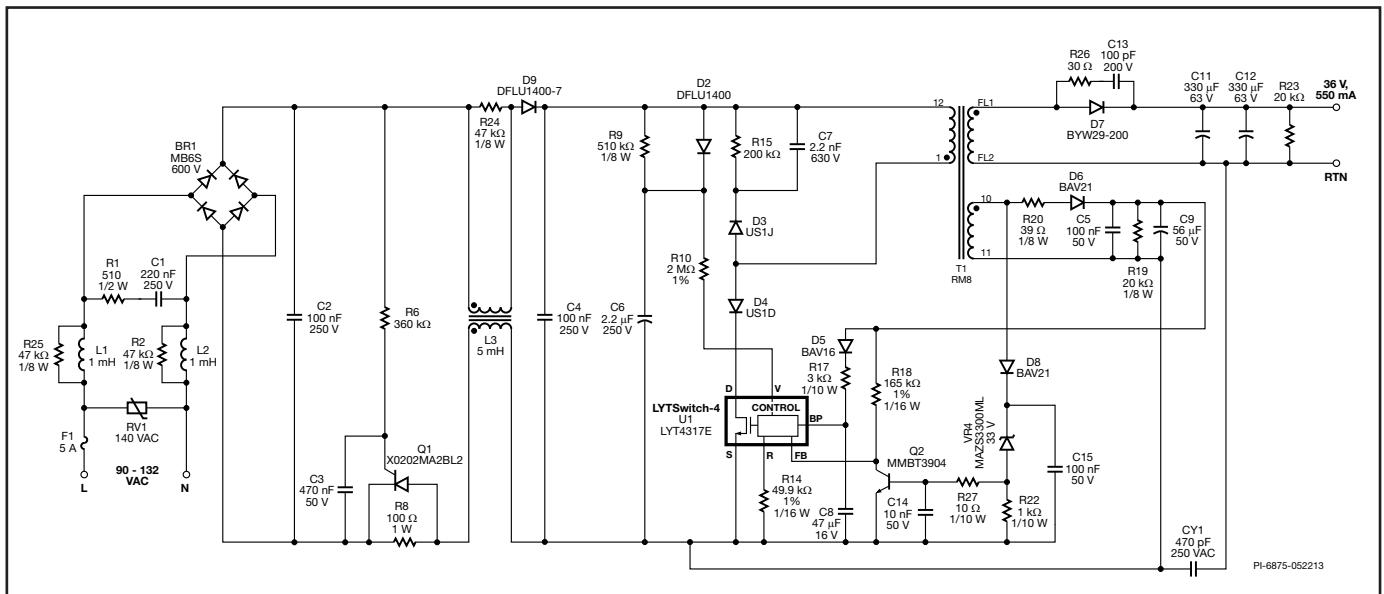 R26
30 Ω
C13
100 pF
200 V
D7
BYW29-200
C11
330 µF
63 V
C12
330 µF
63 V
R23
20 kΩ
36 V,
550 mA
RTN
12
1
FL1
FL2
10
11
T1
RM8
D9
DFLU1400-7
D2
DFLU1400
R24
47 kΩ
1/8 W
R9
510 kΩ
1/8 W
R15
200 kΩ
C7
2.2 nF
630 V
BR1
MB6S
600 V
D3
US1J
D4
US1D
R10
2 MΩ
1%
D6
BAV21
R20
39 Ω
1/8 W
C5
100 nF
50 V
R19
20 kΩ
1/8 W
C9
56 µF
50 V
R1
510
1/2 W
C1
220 nF
250 V
R25
47 kΩ
1/8 W
L1
1 mH
R2
47 kΩ
1/8 W
L2
1 mH
RV1
140 VAC
F1
5 A
90 - 132
VAC
L
N
C2
100 nF
250 V
R6
360 kΩ
L3
5 mH
C4
100 nF
250 V
C6
2.2 µF
250 V
C3
470 nF
50 V
Q1
X0202MA2BL2
R8
100 Ω
1 W
D5
BAV16
R17
3 kΩ
1/10 W
R18
165 kΩ
1%
1/16 W
D8
BAV21
LYTSwitch-4
U1
LYT4317E
D
V
CONTROL
BP
S
R
FB
R14
49.9 kΩ
1%
1/16 W
C8
47 µF
16 V
Q2
MMBT3904
C14
10 nF
50 V
R27
10 Ω
1/10 W
VR4
MAZS3300ML
33 V
R22
1 kΩ
1/10 W
C15
100 nF
50 V
CY1
470 pF
250 VAC
PI-6875-052213